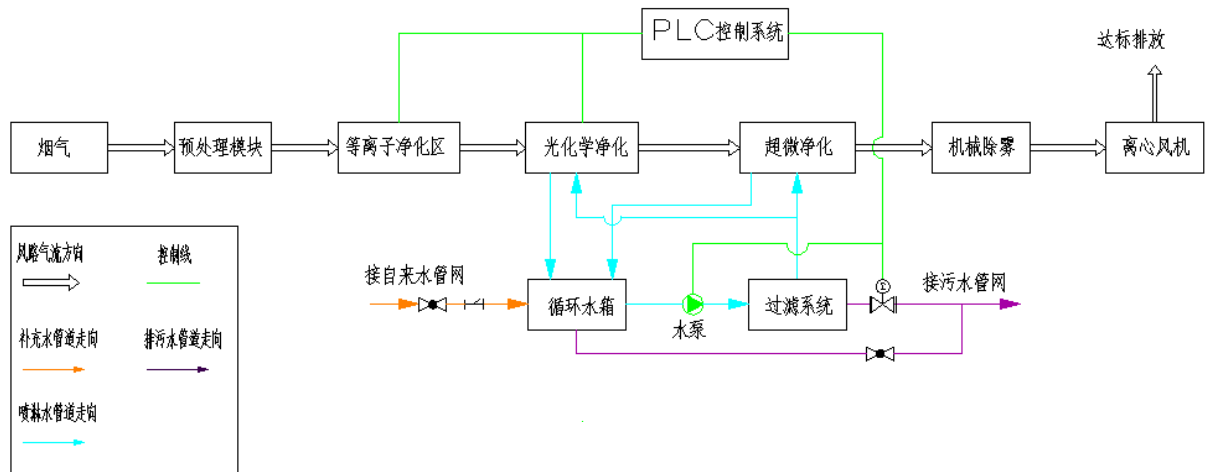 PLC控制系统
达标排放
烟气
预处理模块
等离子净化区
光化学净化
超微净化
机械除雾
离心风机
风路气流方向
控制线
接自来水管网
循环水箱
水泵
过滤系统
接污水管网
补充水管道走向
排污水管道走向
喷淋水管道走向